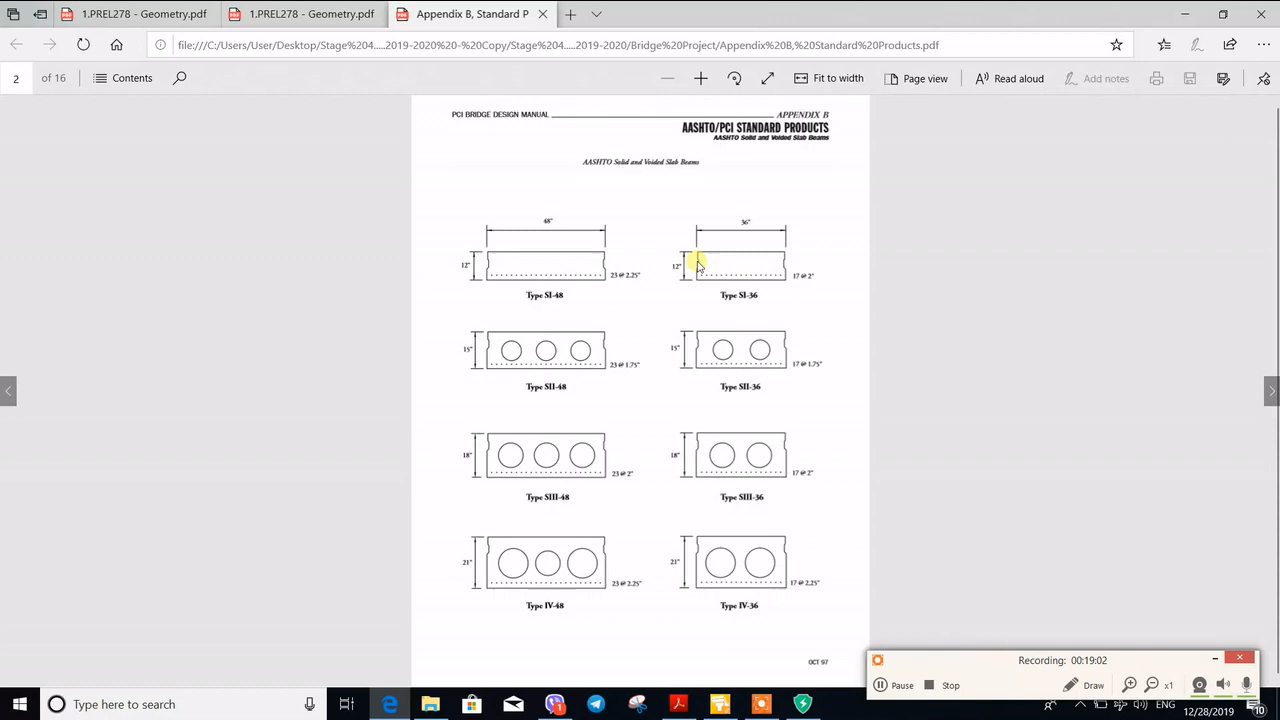 1.PREL278 - Geometry.pdf
1.PREL278 - Geometry.pdf
Appendix B, Standard P
file:///C:/Users/User/Desktop/Stage%204.....2019-2020%20-%20Copy/Stage%204.....2019-2020/Bridge%20Project/Appendix%20B,%20Standard%20Products.pdf
2 of 16
Contents
Fit to width
Page view
Read aloud
Add notes
PCI BRIDGE DESIGN MANUAL
APPENDIX B
AASHTO/PCI STANDARD PRODUCTS
AASHTO Solid and Voided Slab Beams
AASHTO Solid and Voided Slab Beams
48"
36"
12"
23 @ 2.25"
12"
17 @ 2"
Type SI-48
Type SI-36
15"
23 @ 1.75"
15"
17 @ 1.75"
Type SII-48
Type SII-36
18"
23 @ 2"
18"
17 @ 2"
Type SIII-48
Type SIII-36
21"
23 @ 2.25"
21"
17 @ 2.25"
Type IV-48
Type IV-36
OCT 97
Recording: 00:19:02
Pause
Stop
Draw
x1
Type here to search
ENG
12/28/2019
10